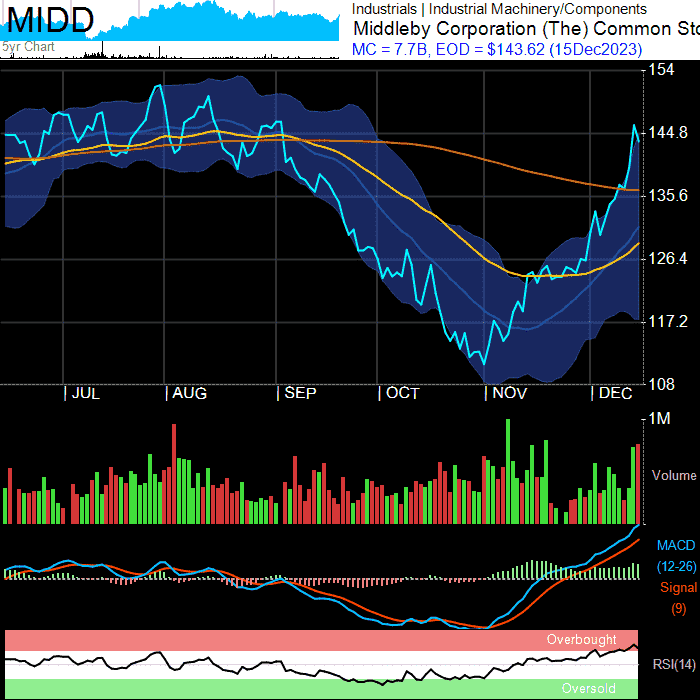 MIDD
5yr Chart
Industrials | Industrial Machinery/Components
Middleby Corporation (The) Common Sto
MC = 7.7B, EOD = $143.62 (15Dec2023)
154
144.8
135.6
126.4
117.2
108
| JUL | AUG | SEP | OCT | NOV | DEC
1M
Volume
MACD
(12-26)
Signal
(9)
Overbought
RSI(14)
Oversold